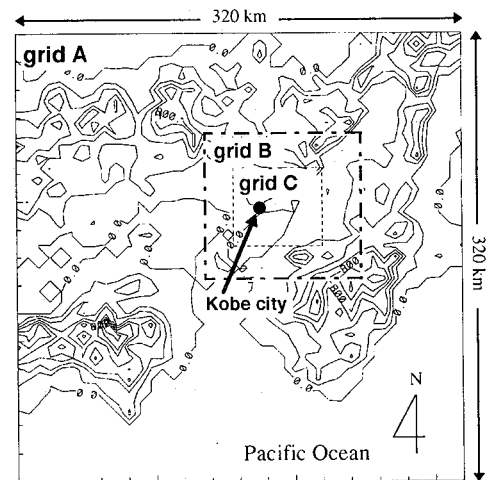 320 km
grid A
grid B
grid C
Kobe city
320 km
N
Pacific Ocean